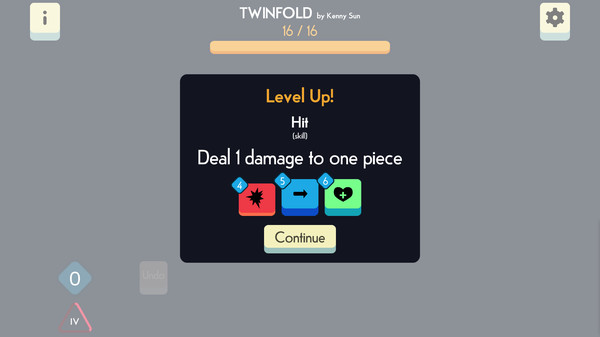 i
TWINFOLD by Kenny Sun
16 / 16
Level Up!
Hit
(skill)
Deal 1 damage to one piece
4 5 6
Continue
0
Undo
IV